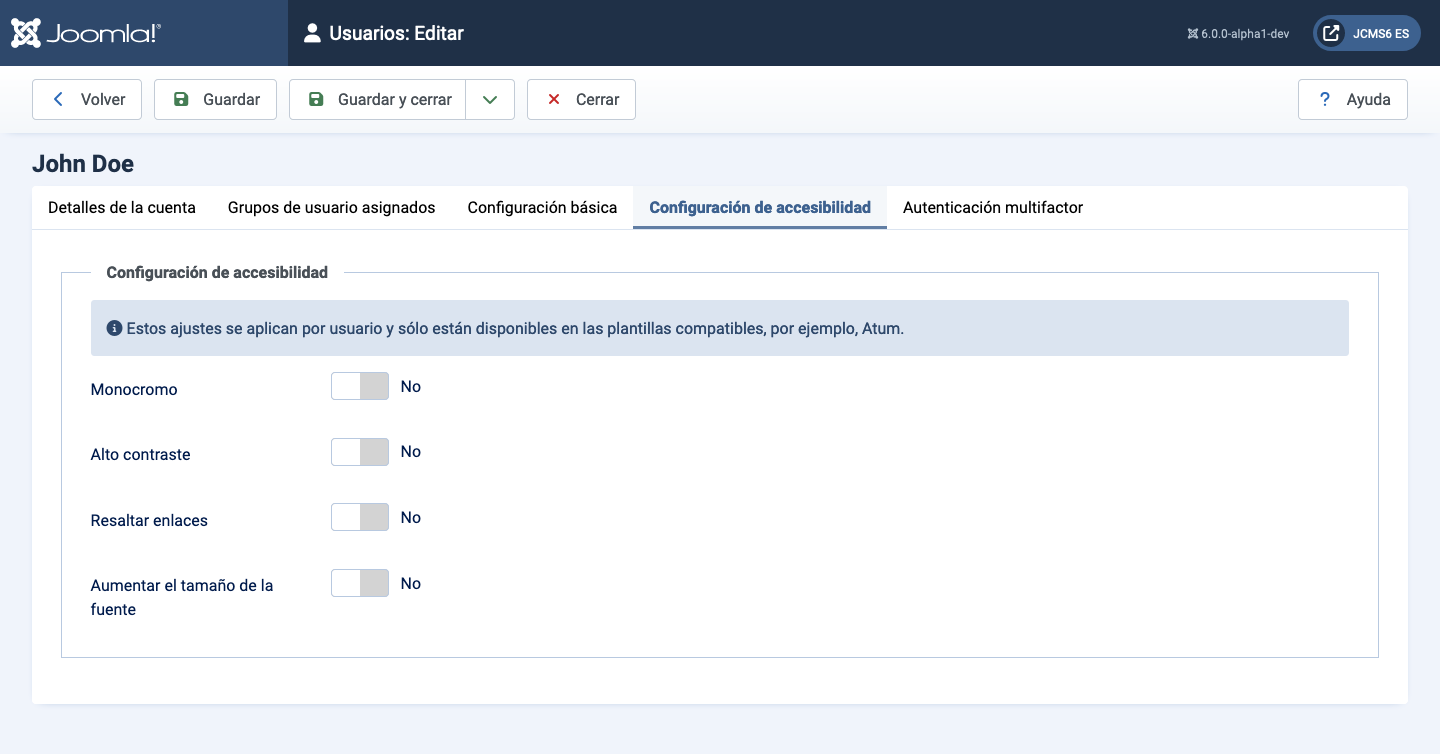 Joomla!®
Usuarios: Editar
6.0.0-alpha1-dev
JCMS6 ES
Volver
Guardar
Guardar y cerrar
Cerrar
? Ayuda
John Doe
Detalles de la cuenta
Grupos de usuario asignados
Configuración básica
Configuración de accesibilidad
Autenticación multifactor
Configuración de accesibilidad
Estos ajustes se aplican por usuario y sólo están disponibles en las plantillas compatibles, por ejemplo, Atum.
Monocromo
No
Alto contraste
No
Resaltar enlaces
No
Aumentar el tamaño de la
fuente
No